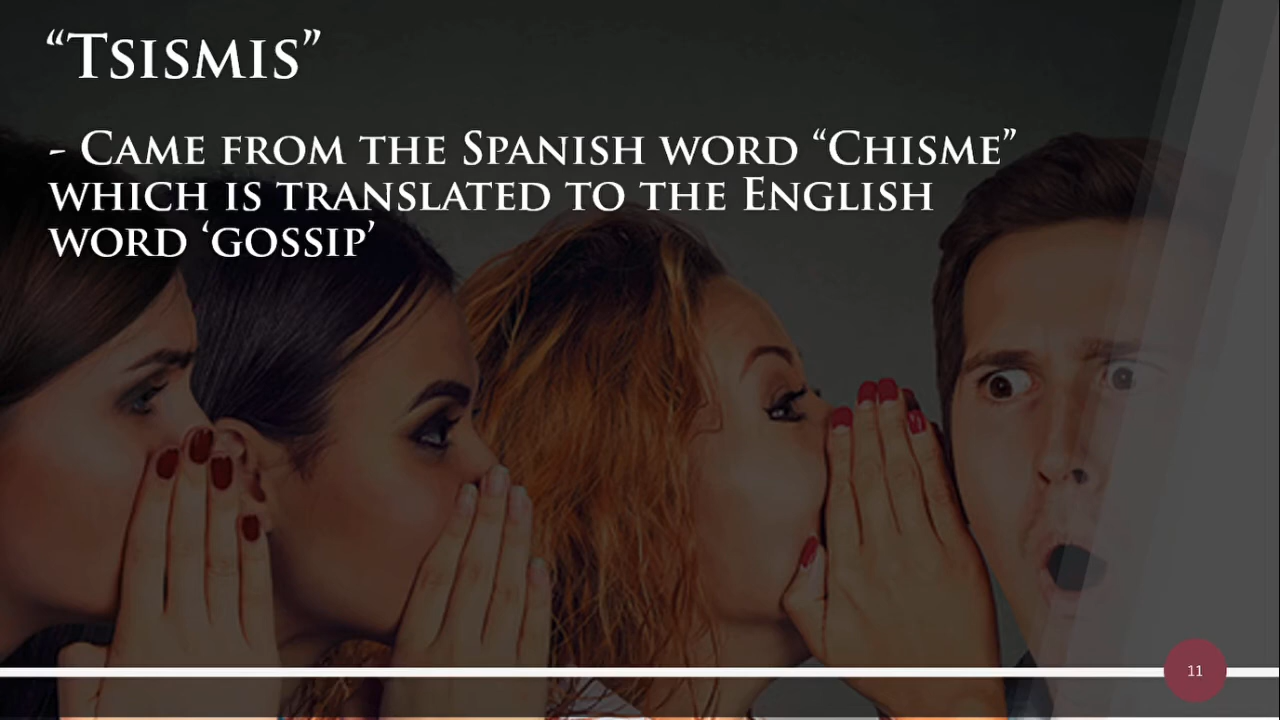 “Tsismis”
- Came from the Spanish word “Chisme”
which is translated to the English
word ‘gossip’
11